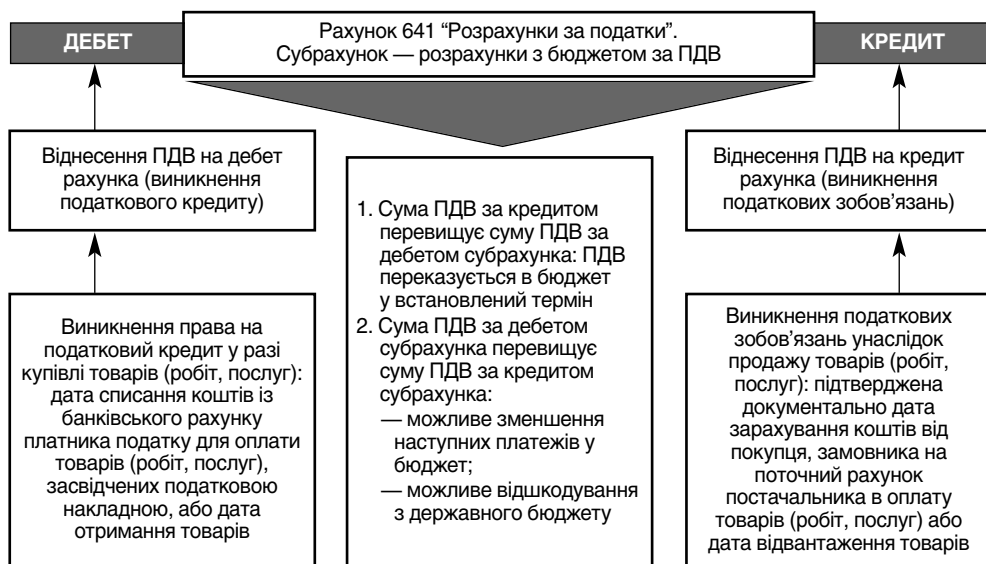 ДЕБЕТ
Рахунок 641 “Розрахунки за податки”.
Субрахунок — розрахунки з бюджетом за ПДВ
КРЕДИТ
Віднесення ПДВ на дебет
рахунка (виникнення
податкового кредиту)
Виникнення права на
податковий кредит у разі
купівлі товарів (робіт, послуг):
дата списання коштів із
банківського рахунку
платника податку для оплати
товарів (робіт, послуг),
засвідчених податковою
накладною, або дата
отримання товарів
1. Сума ПДВ за кредитом
перевищує суму ПДВ за
дебетом субрахунка: ПДВ
переказується в бюджет
у встановлений термін
2. Сума ПДВ за дебетом
субрахунка перевищує
суму ПДВ за кредитом
субрахунка:
— можливе зменшення
наступних платежів у
бюджет;
— можливе відшкодування
з державного бюджету
Віднесення ПДВ на кредит
рахунка (виникнення
податкових зобов’язань)
Виникнення податкових
зобов’язань унаслідок
продажу товарів (робіт,
послуг): підтверджена
документально дата
зарахування коштів від
покупця, замовника на
поточний рахунок
постачальника в оплату
товарів (робіт, послуг) або
дата відвантаження товарів